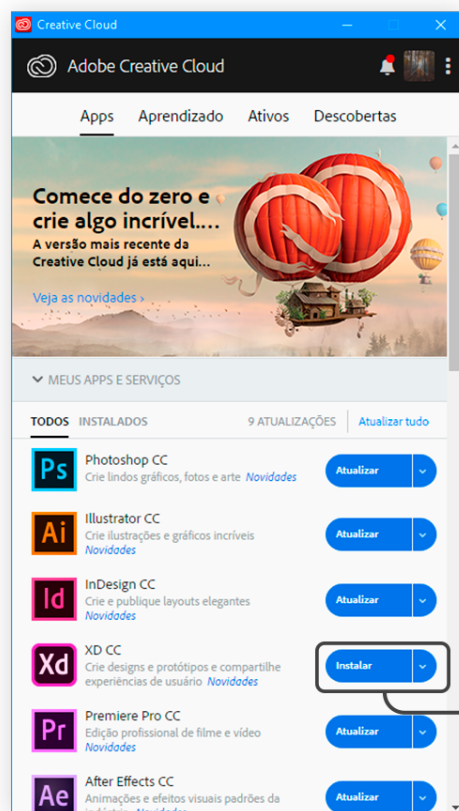 Creative Cloud
Adobe Creative Cloud
Apps Aprendizado Ativos Descobertas
Comece do zero e
crie algo incrível....
A versão mais recente da
Creative Cloud já está aqui...
Veja as novidades ›
MEUS APPS E SERVIÇOS
TODOS INSTALADOS 9 ATUALIZAÇÕES Atualizar tudo
Ps
Photoshop CC
Crie lindos gráficos, fotos e arte Novidades
Atualizar
Ai
Illustrator CC
Crie ilustrações e gráficos incríveis
Novidades
Atualizar
Id
InDesign CC
Crie e publique layouts elegantes
Novidades
Atualizar
Xd
XD CC
Crie designs e protótipos e compartilhe
experiências de usuário Novidades
Instalar
Pr
Premiere Pro CC
Edição profissional de filme e vídeo
Novidades
Atualizar
Ae
After Effects CC
Animações e efeitos visuais padrões da
Atualizar